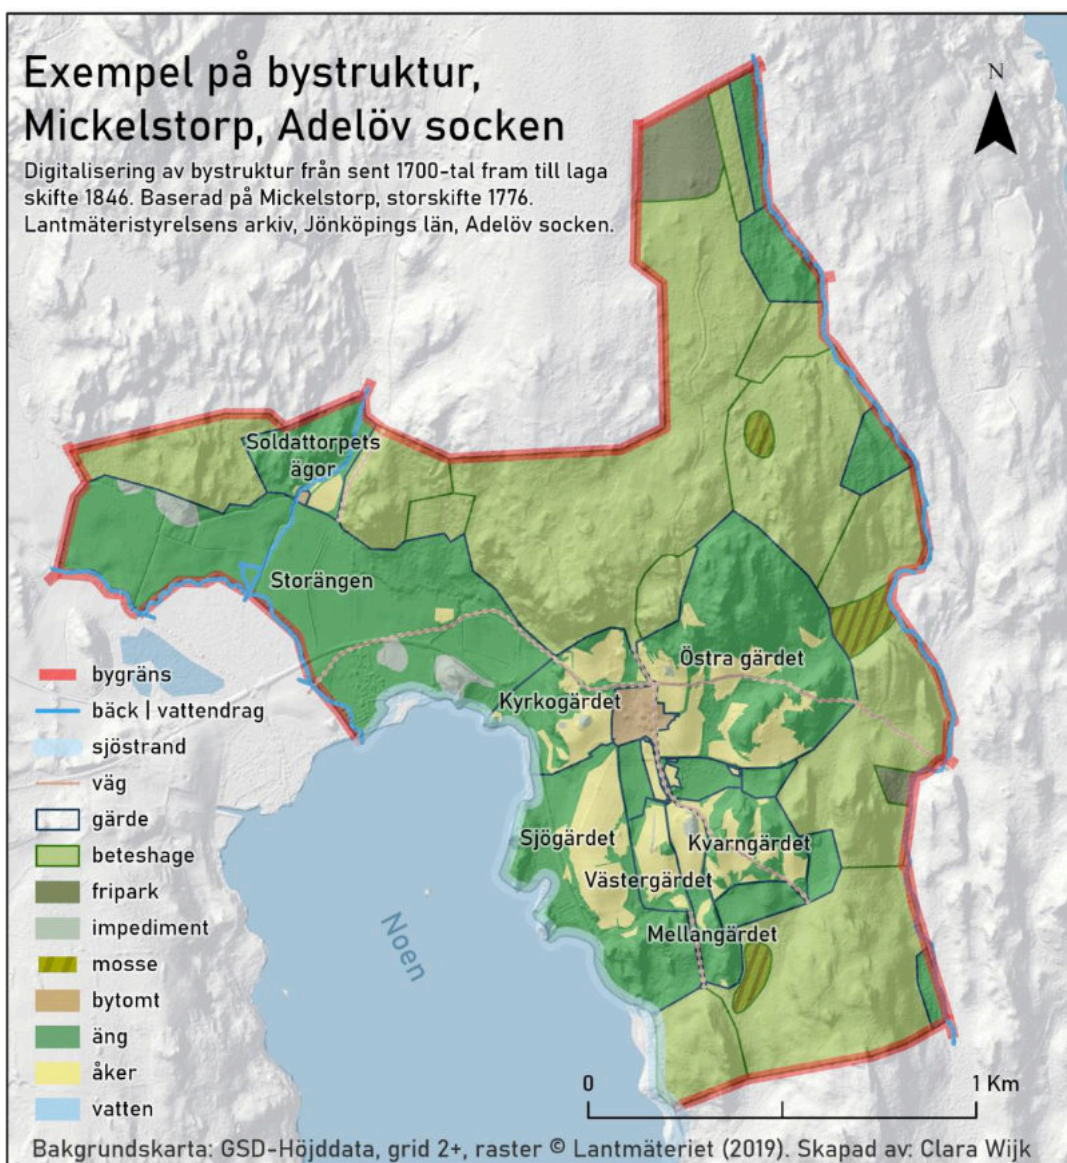 Exempel på bystruktur,
Mickelstorp, Adelöv socken
Digitalisering av bystruktur från sent 1700-tal fram till laga
skifte 1846. Baserad på Mickelstorp, storskifte 1776.
Lantmäteristyrelsens arkiv, Jönköpings län, Adelöv socken.
N
Soldattorpets
ägor
Storängen
Östra gärdet
Kyrkogärdet
Sjögärdet
Kvarngärdet
Västergärdet
Mellangärdet
Noen
bygräns
bäck | vattendrag
sjöstrand
väg
gärde
beteshage
fripark
impediment
mosse
bytomt
äng
åker
vatten
0 1 Km
Bakgrundskarta: GSD-Höjddata, grid 2+, raster © Lantmäteriet (2019). Skapad av: Clara Wijk